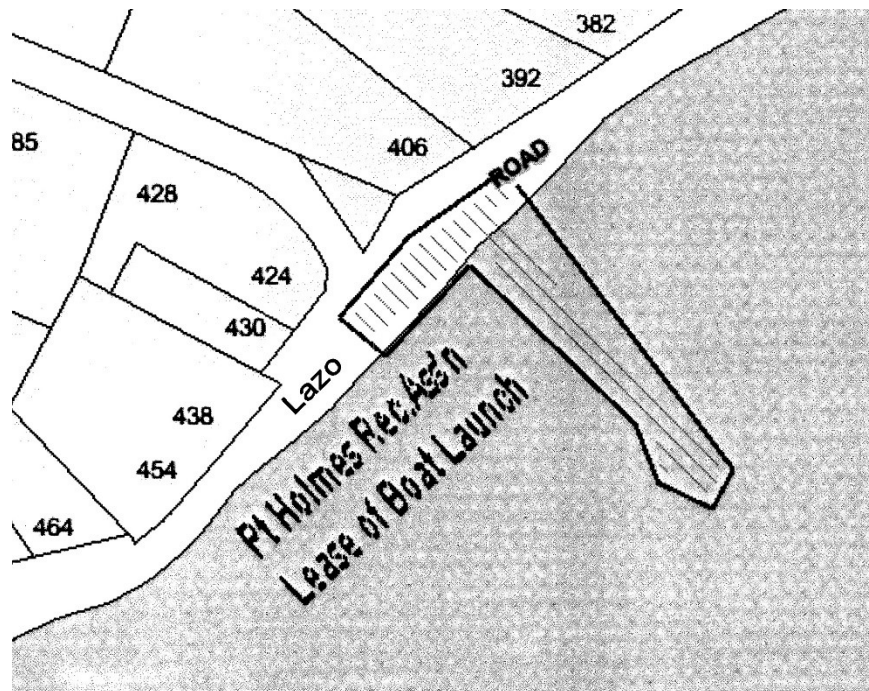 382
392
406
85
ROAD
428
424
430
Lazo
438
454
464
Pt Holmes Rec.Ass'n
Lease of Boat Launch